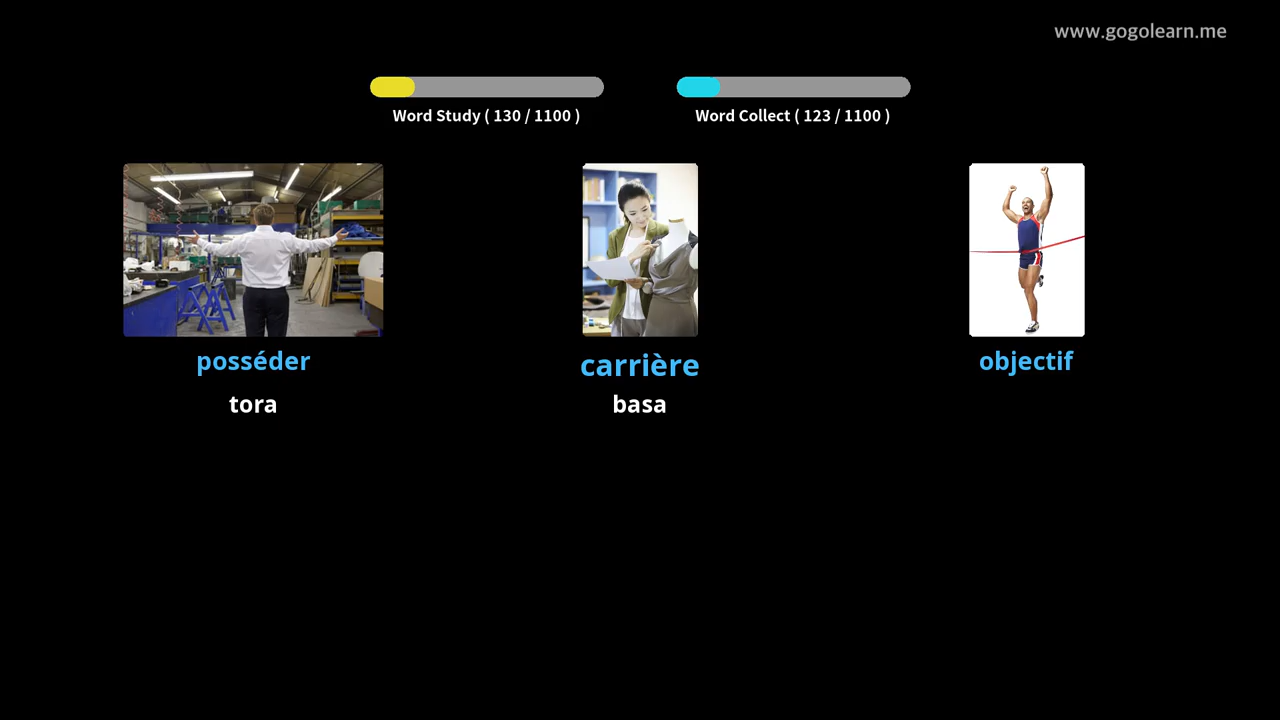 www.gogolearn.me
Word Study ( 130 / 1100 )
Word Collect ( 123 / 1100 )
posséder
carrière
objectif
tora
basa